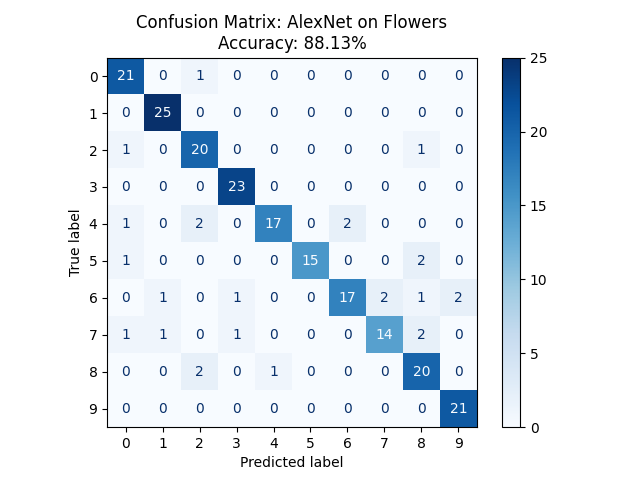 Confusion Matrix: AlexNet on Flowers
Accuracy: 88.13%
0 21 0 1 0 0 0 0 0 0 0
1 0 25 0 0 0 0 0 0 0 0
2 1 0 20 0 0 0 0 0 1 0
3 0 0 0 23 0 0 0 0 0 0
4 1 0 2 0 17 0 2 0 0 0
5 1 0 0 0 0 15 0 0 2 0
6 0 1 0 1 0 0 17 2 1 2
7 1 1 0 1 0 0 0 14 2 0
8 0 0 2 0 1 0 0 0 20 0
9 0 0 0 0 0 0 0 0 0 21
0 1 2 3 4 5 6 7 8 9
Predicted label
True label
25
20
15
10
5
0